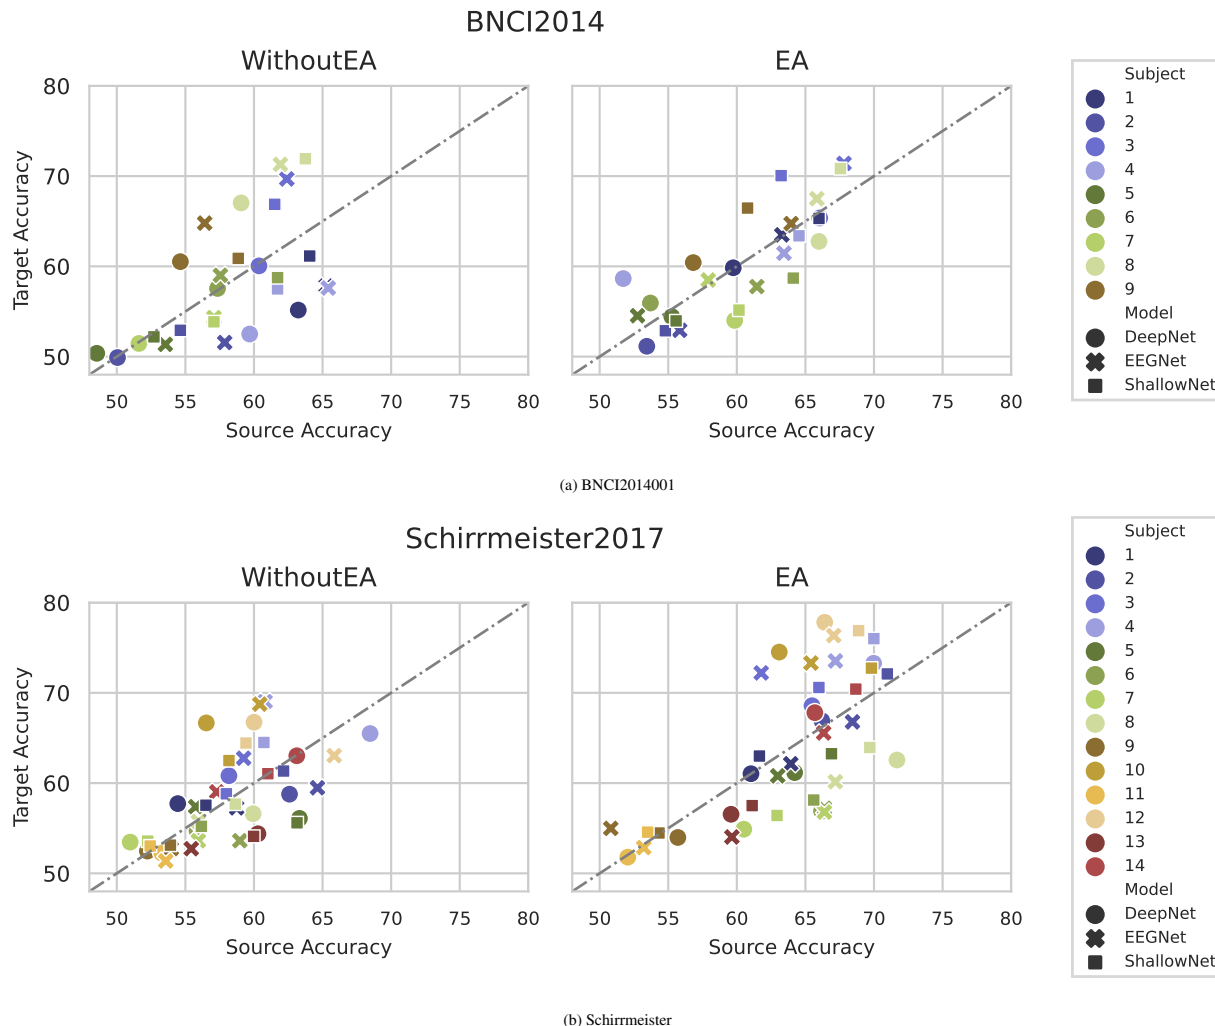 BNCI2014
WithoutEA
EA
80
70
60
50
Target Accuracy
50 55 60 65 70 75 80
Source Accuracy
50 55 60 65 70 75 80
Source Accuracy
Subject
1
2
3
4
5
6
7
8
9
Model
DeepNet
EEGNet
ShallowNet
(a) BNCI2014001
Schirrmeister2017
WithoutEA
EA
80
70
60
50
Target Accuracy
50 55 60 65 70 75 80
Source Accuracy
50 55 60 65 70 75 80
Source Accuracy
Subject
1
2
3
4
5
6
7
8
9
10
11
12
13
14
Model
DeepNet
EEGNet
ShallowNet
(b) Schirrmeister